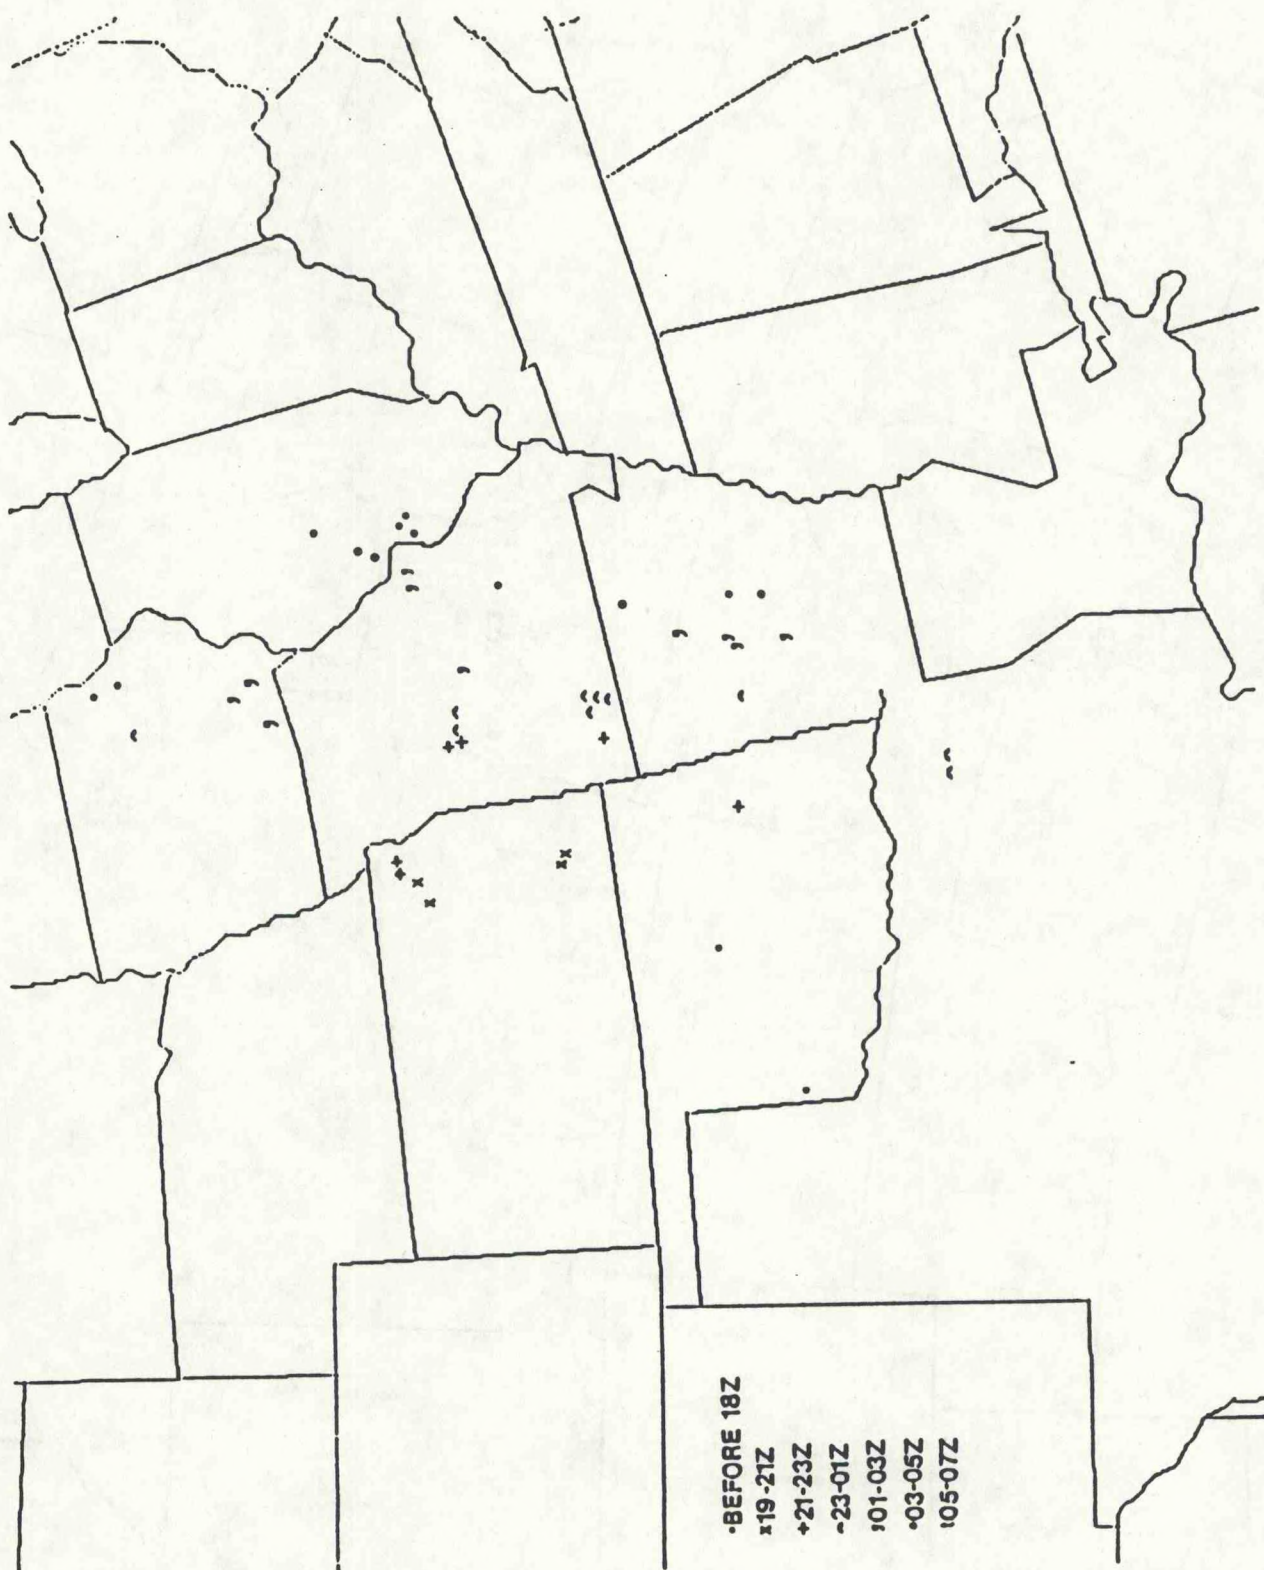 ·BEFORE 18Z
x19-21Z
+21-23Z
⌢23-01Z
,01-03Z
•03-05Z
:05-07Z